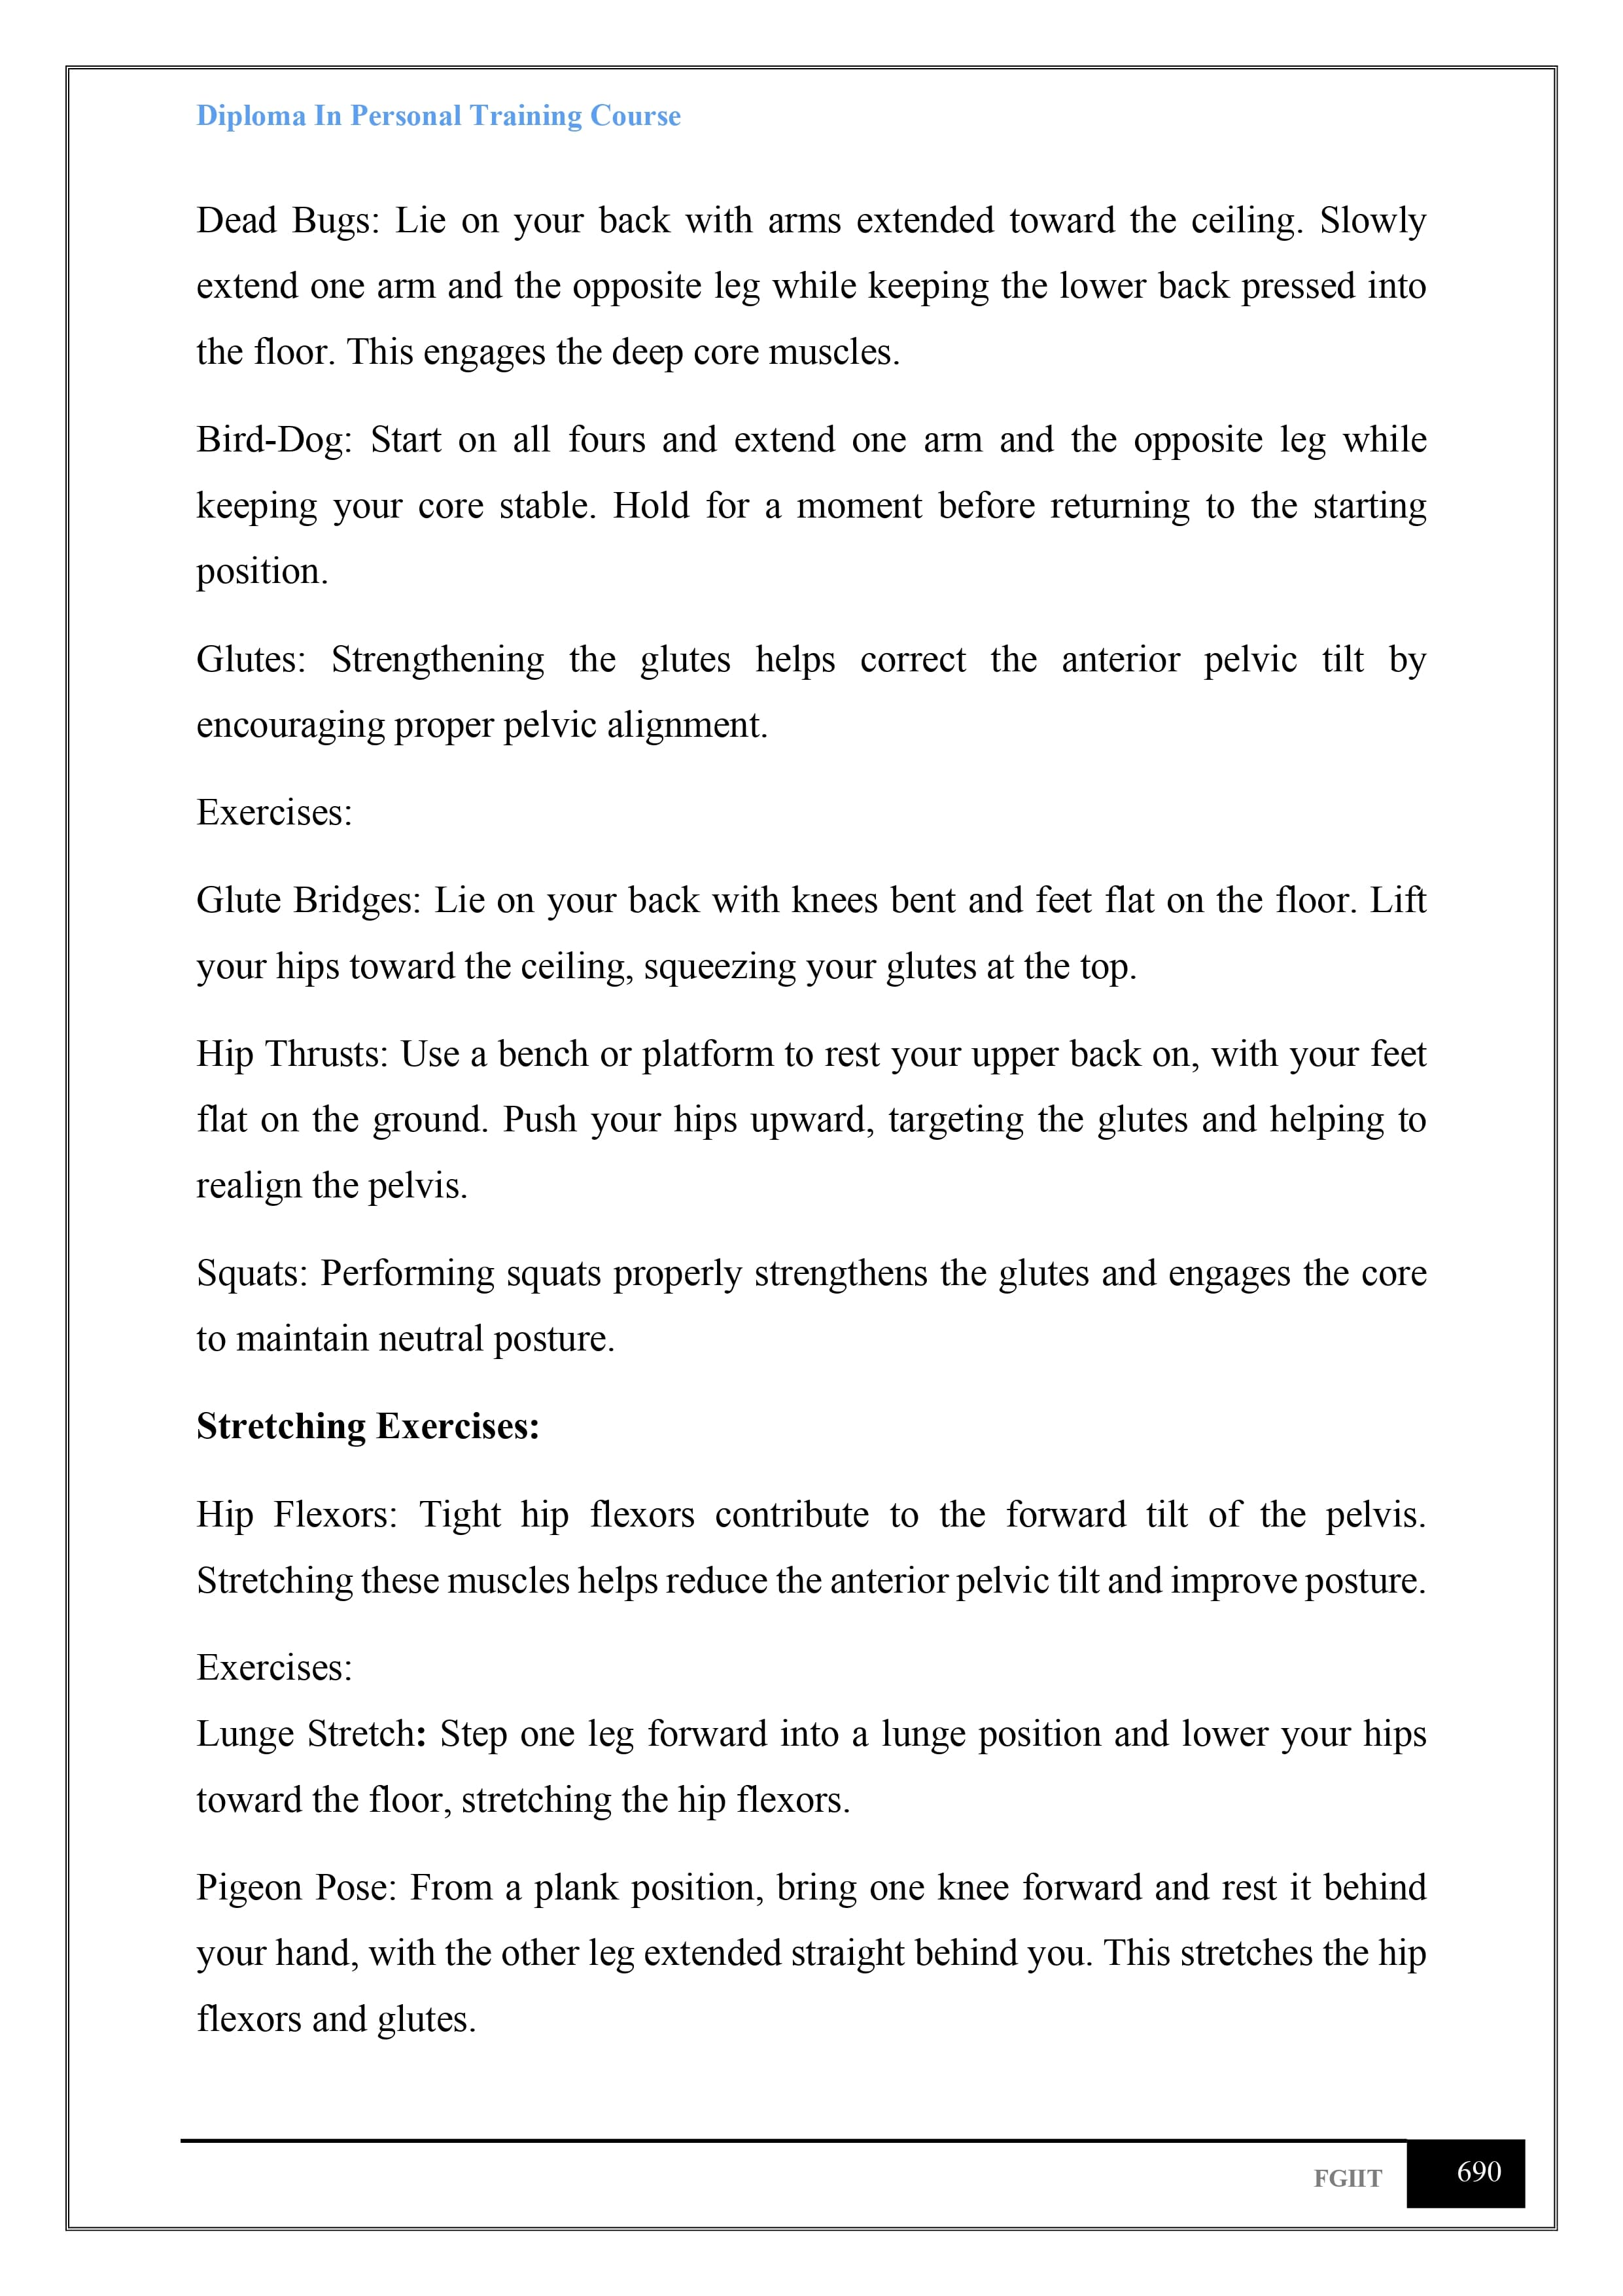 Diploma In Personal Training Course
Dead Bugs: Lie on your back with arms extended toward the ceiling. Slowly
extend one arm and the opposite leg while keeping the lower back pressed into
the floor. This engages the deep core muscles.
Bird-Dog: Start on all fours and extend one arm and the opposite leg while
keeping your core stable. Hold for a moment before returning to the starting
position.
Glutes: Strengthening the glutes helps correct the anterior pelvic tilt by
encouraging proper pelvic alignment.
Exercises:
Glute Bridges: Lie on your back with knees bent and feet flat on the floor. Lift
your hips toward the ceiling, squeezing your glutes at the top.
Hip Thrusts: Use a bench or platform to rest your upper back on, with your feet
flat on the ground. Push your hips upward, targeting the glutes and helping to
realign the pelvis.
Squats: Performing squats properly strengthens the glutes and engages the core
to maintain neutral posture.
Stretching Exercises:
Hip Flexors: Tight hip flexors contribute to the forward tilt of the pelvis.
Stretching these muscles helps reduce the anterior pelvic tilt and improve posture.
Exercises:
Lunge Stretch: Step one leg forward into a lunge position and lower your hips
toward the floor, stretching the hip flexors.
Pigeon Pose: From a plank position, bring one knee forward and rest it behind
your hand, with the other leg extended straight behind you. This stretches the hip
flexors and glutes.
FGIIT 690